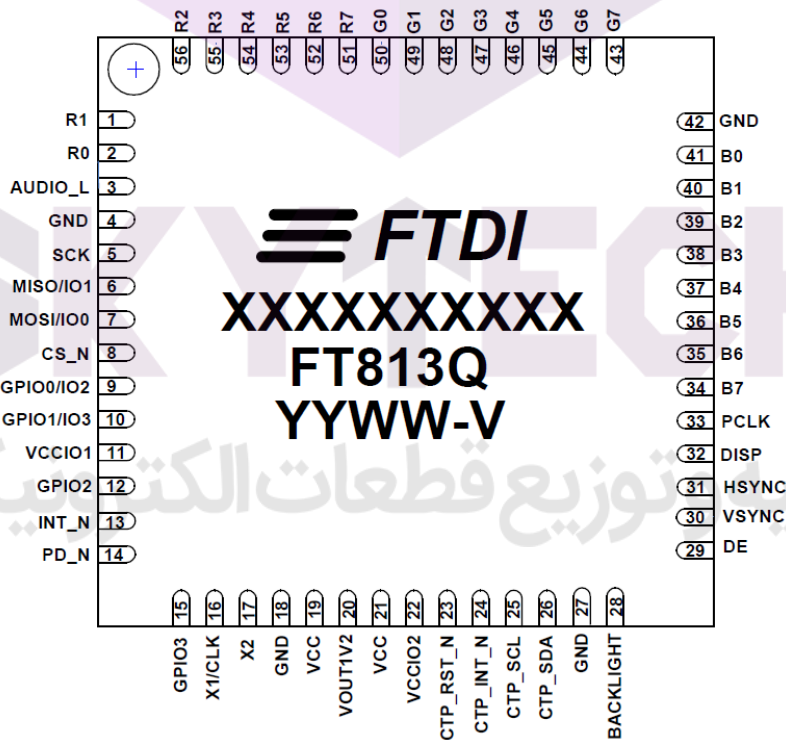 R2 R3 R4 R5 R6 R7 G0 G1 G2 G3 G4 G5 G6 G7
56 55 54 53 52 51 50 49 48 47 46 45 44 43
R1 1
R0 2
AUDIO_L 3
GND 4
SCK 5
MISO/IO1 6
MOSI/IO0 7
CS_N 8
GPIO0/IO2 9
GPIO1/IO3 10
VCCIO1 11
GPIO2 12
INT_N 13
PD_N 14
FTDI
XXXXXXXXXX
FT813Q
YYWW-V
42 GND
41 B0
40 B1
39 B2
38 B3
37 B4
36 B5
35 B6
34 B7
33 PCLK
32 DISP
31 HSYNC
30 VSYNC
29 DE
15 16 17 18 19 20 21 22 23 24 25 26 27 28
GPIO3 X1/CLK X2 GND VCC VOUT1V2 VCC VCCIO2 CTP_RST_N CTP_INT_N CTP_SCL CTP_SDA GND BACKLIGHT
SKYTECH
توزیع قطعات الکترونیک